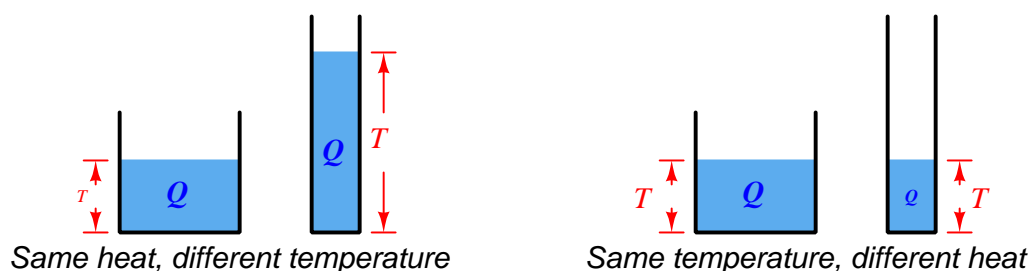 T Q Q T T Q Q T
Same heat, different temperature Same temperature, different heat